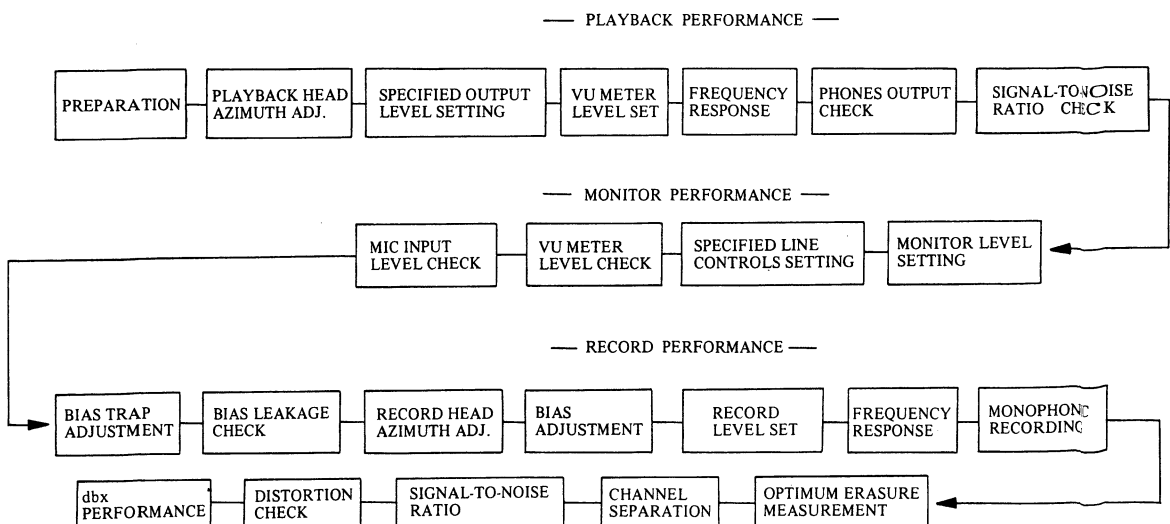 — PLAYBACK PERFORMANCE —
PREPARATION
PLAYBACK HEAD
AZIMUTH ADJ.
SPECIFIED OUTPUT
LEVEL SETTING
VU METER
LEVEL SET
FREQUENCY
RESPONSE
PHONES OUTPUT
CHECK
SIGNAL-TO-NOISE
RATIO CHECK
— MONITOR PERFORMANCE —
MIC INPUT
LEVEL CHECK
VU METER
LEVEL CHECK
SPECIFIED LINE
CONTROLS SETTING
MONITOR LEVEL
SETTING
— RECORD PERFORMANCE —
BIAS TRAP
ADJUSTMENT
BIAS LEAKAGE
CHECK
RECORD HEAD
AZIMUTH ADJ.
BIAS
ADJUSTMENT
RECORD
LEVEL SET
FREQUENCY
RESPONSE
MONOPHONIC
RECORDING
dbx
PERFORMANCE
DISTORTION
CHECK
SIGNAL-TO-NOISE
RATIO
CHANNEL
SEPARATION
OPTIMUM ERASURE
MEASUREMENT